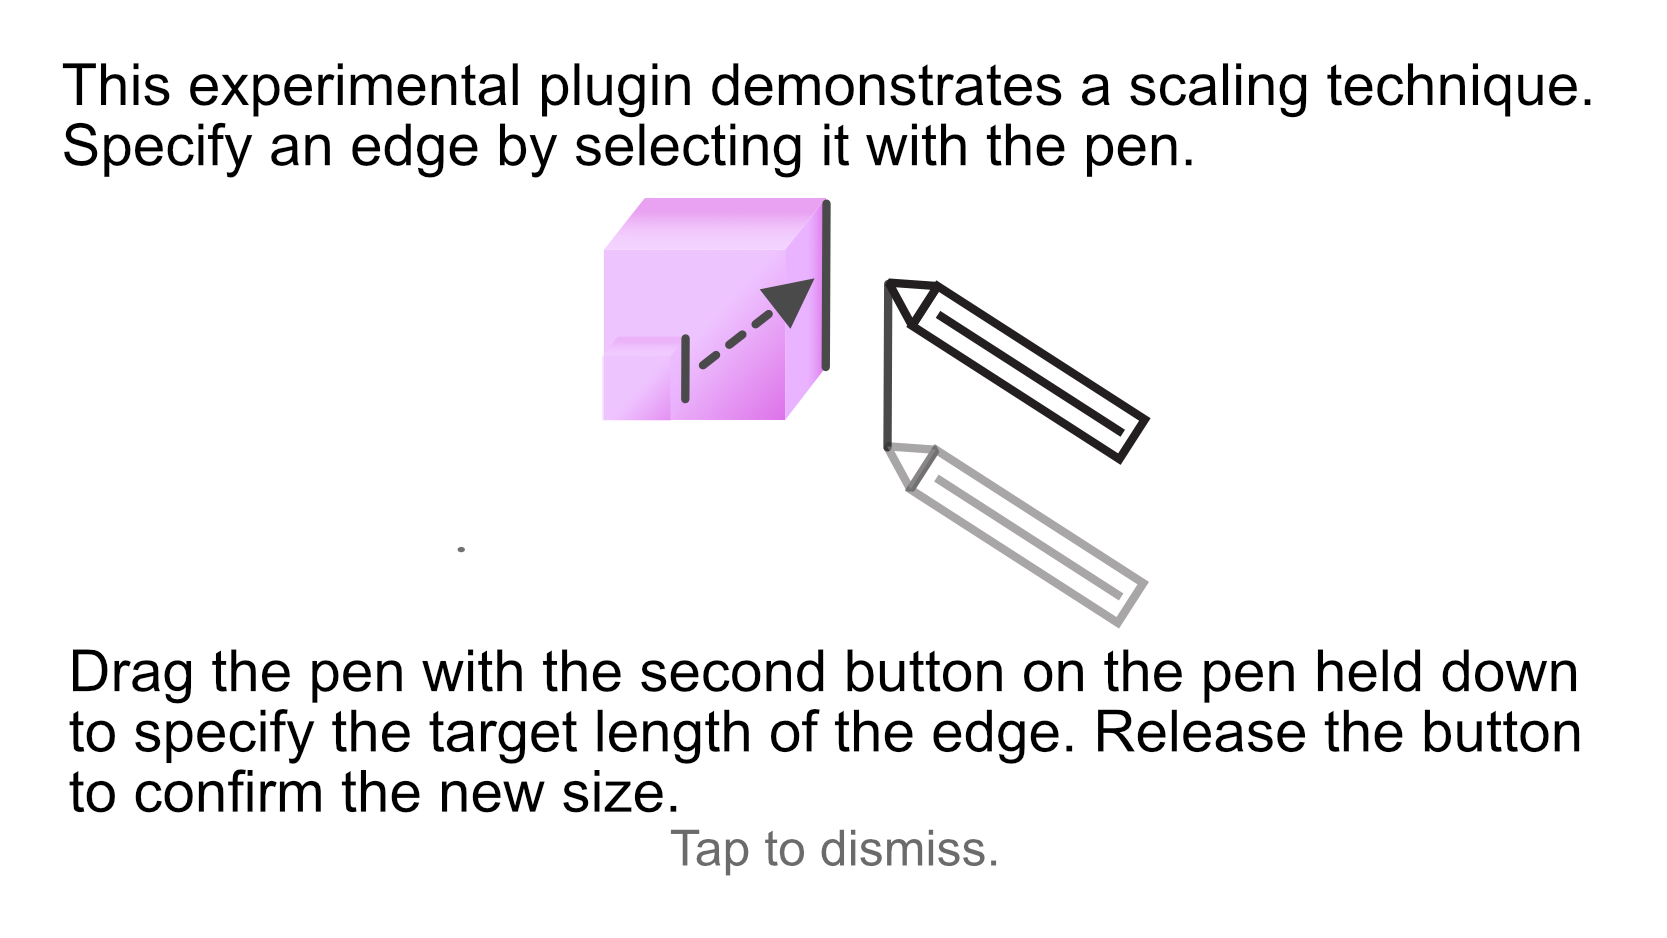 This experimental plugin demonstrates a scaling technique.
Specify an edge by selecting it with the pen.
Drag the pen with the second button on the pen held down
to specify the target length of the edge. Release the button
to confirm the new size.
Tap to dismiss.